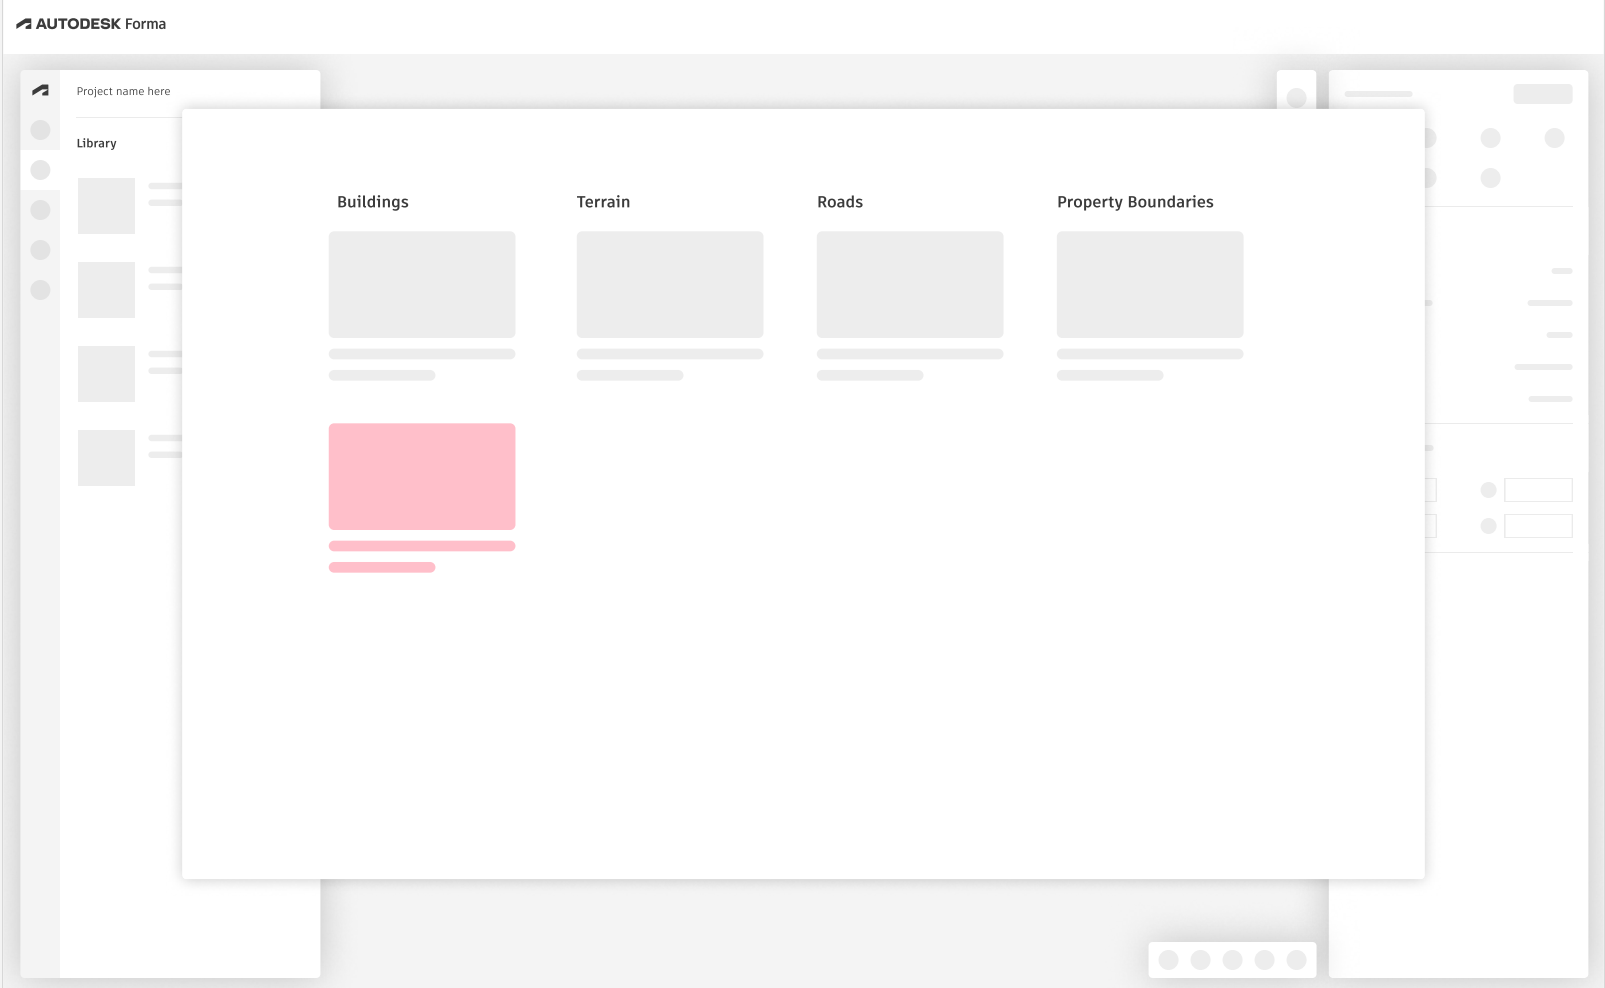 AUTODESK Forma
Project name here
Library
Buildings
Terrain
Roads
Property Boundaries